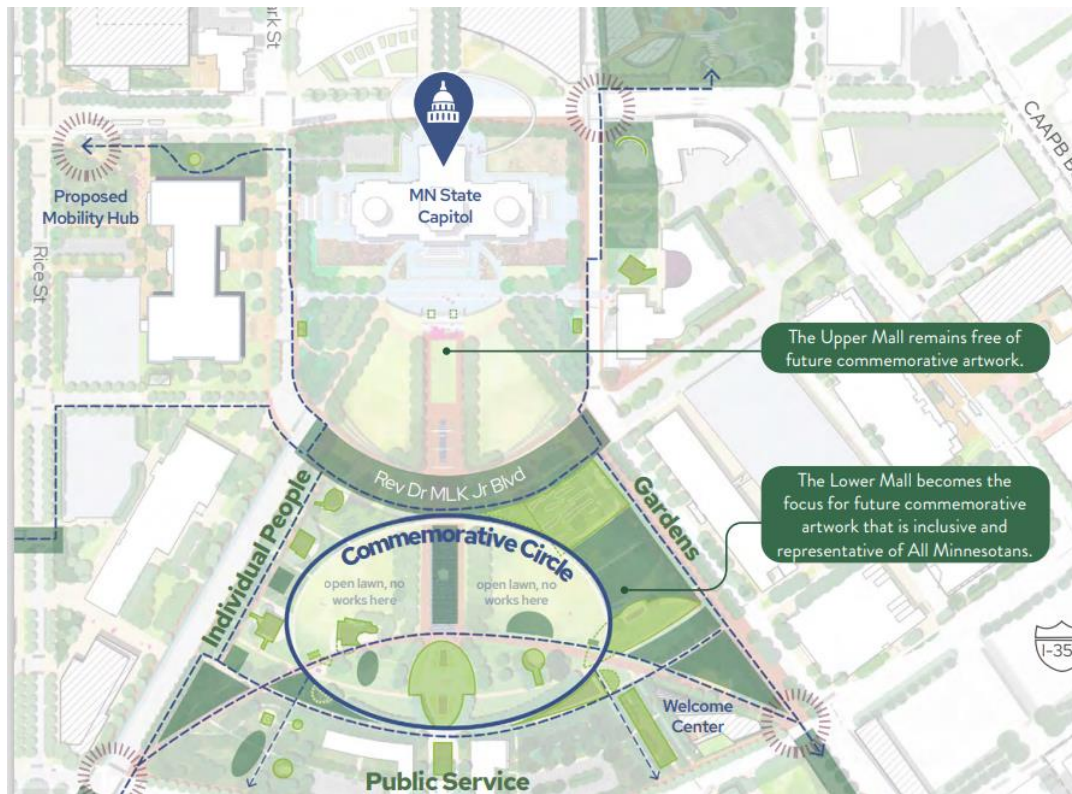 Proposed
Mobility Hub
MN State
Capitol
Rice St
The Upper Mall remains free of
future commemorative artwork.
Rev Dr MLK Jr Blvd
The Lower Mall becomes the
focus for future commemorative
artwork that is inclusive and
representative of All Minnesotans.
Individual People
Gardens
Commemorative Circle
open lawn, no
works here
open lawn, no
works here
I-35
Welcome
Center
Public Service
CAAPB B